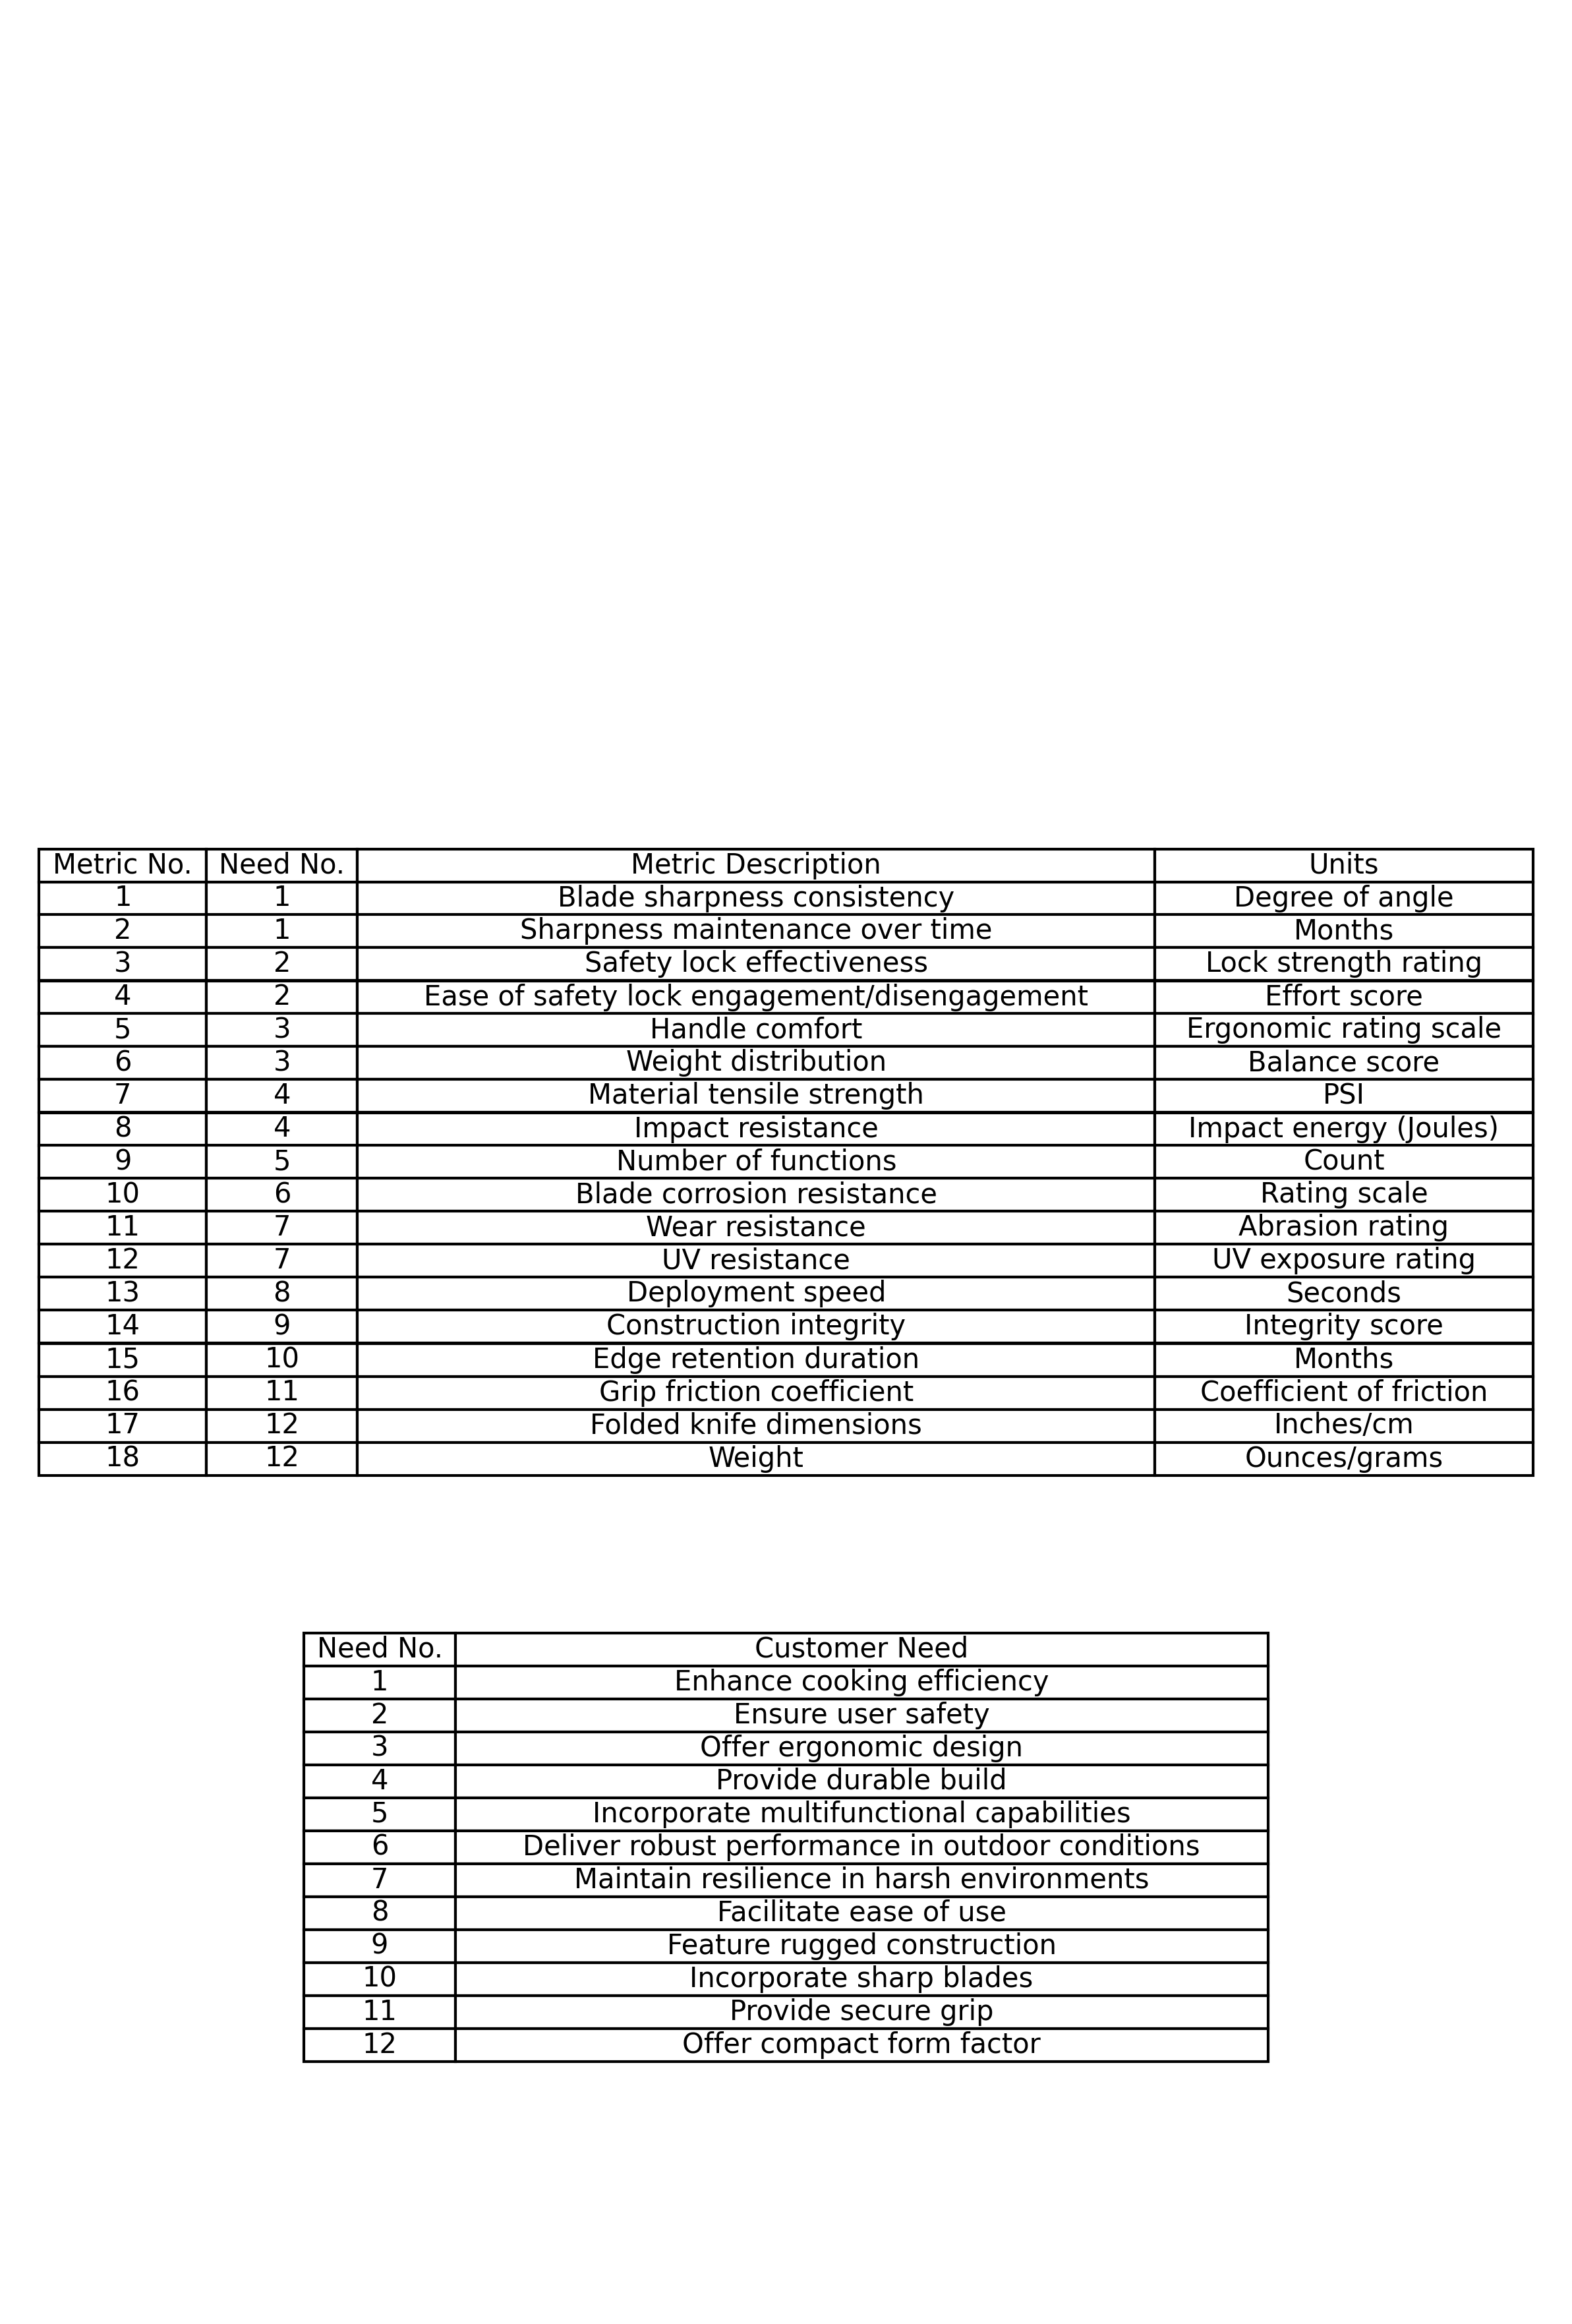 Metric No. Need No. Metric Description Units
1 1 Blade sharpness consistency Degree of angle
2 1 Sharpness maintenance over time Months
3 2 Safety lock effectiveness Lock strength rating
4 2 Ease of safety lock engagement/disengagement Effort score
5 3 Handle comfort Ergonomic rating scale
6 3 Weight distribution Balance score
7 4 Material tensile strength PSI
8 4 Impact resistance Impact energy (Joules)
9 5 Number of functions Count
10 6 Blade corrosion resistance Rating scale
11 7 Wear resistance Abrasion rating
12 7 UV resistance UV exposure rating
13 8 Deployment speed Seconds
14 9 Construction integrity Integrity score
15 10 Edge retention duration Months
16 11 Grip friction coefficient Coefficient of friction
17 12 Folded knife dimensions Inches/cm
18 12 Weight Ounces/grams
Need No. Customer Need
1 Enhance cooking efficiency
2 Ensure user safety
3 Offer ergonomic design
4 Provide durable build
5 Incorporate multifunctional capabilities
6 Deliver robust performance in outdoor conditions
7 Maintain resilience in harsh environments
8 Facilitate ease of use
9 Feature rugged construction
10 Incorporate sharp blades
11 Provide secure grip
12 Offer compact form factor